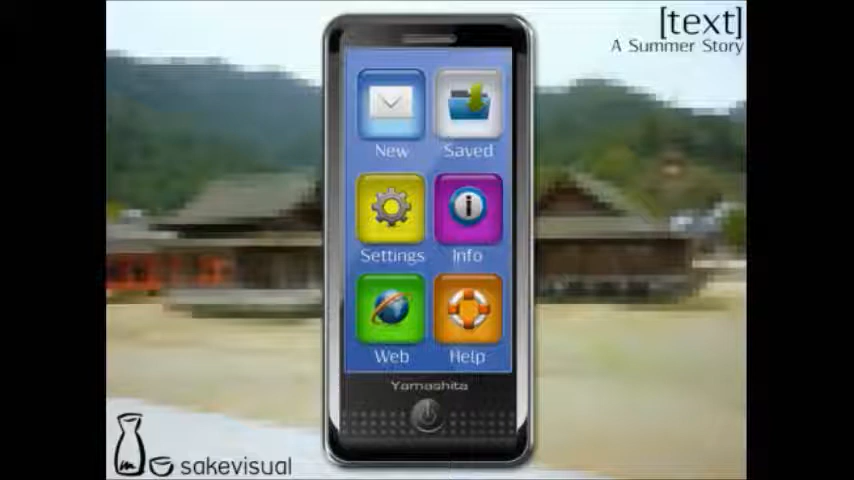 [text]
A Summer Story
New
Saved
Settings
Info
Web
Help
Yamashita
sakevisual